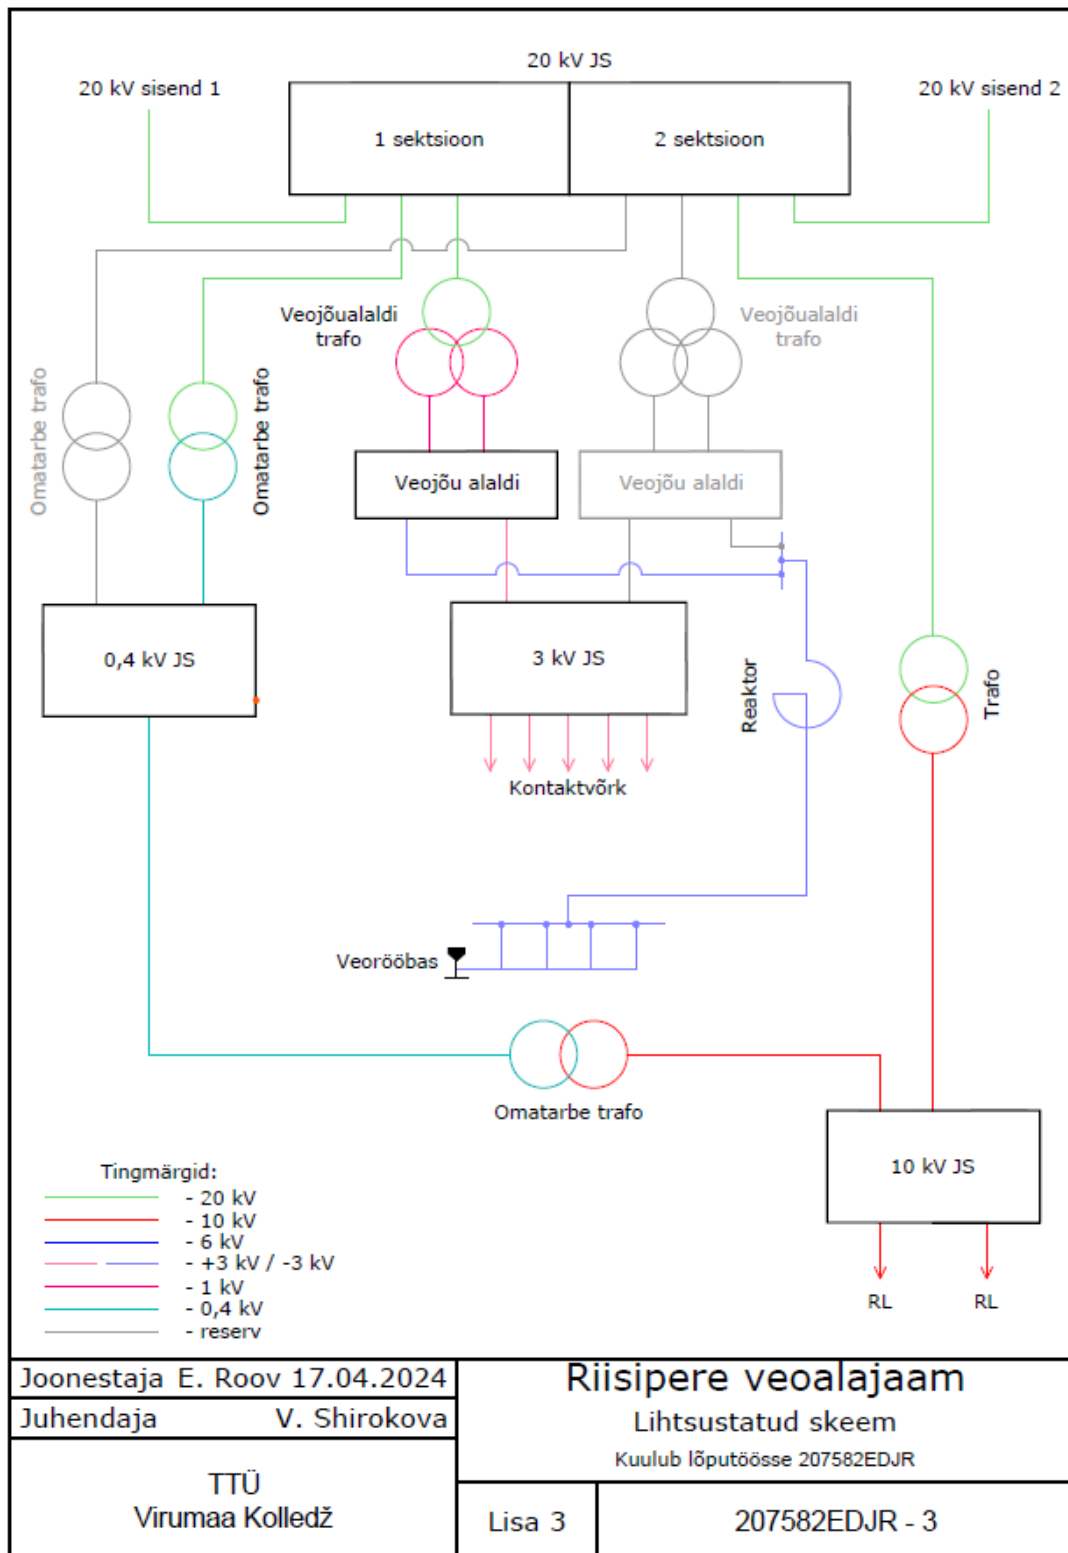 20 kV JS
20 kV sisend 1
20 kV sisend 2
1 sektsioon
2 sektsioon
Veojõualaldi
trafo
Veojõualaldi
trafo
Omatarbe trafo
Omatarbe trafo
Veojõu alaldi
Veojõu alaldi
0,4 kV JS
3 kV JS
Reaktor
Trafo
Kontaktvõrk
Veorööbas
Omatarbe trafo
10 kV JS
RL
RL
Tingmärgid:
- 20 kV
- 10 kV
- 6 kV
- +3 kV / -3 kV
- 1 kV
- 0,4 kV
- reserv
Joonestaja E. Roov 17.04.2024
Juhendaja V. Shirokova
TTÜ
Virumaa Kolledž
Riisipere veoalajaam
Lihtsustatud skeem
Kuulub lõputöösse 207582EDJR
Lisa 3
207582EDJR - 3